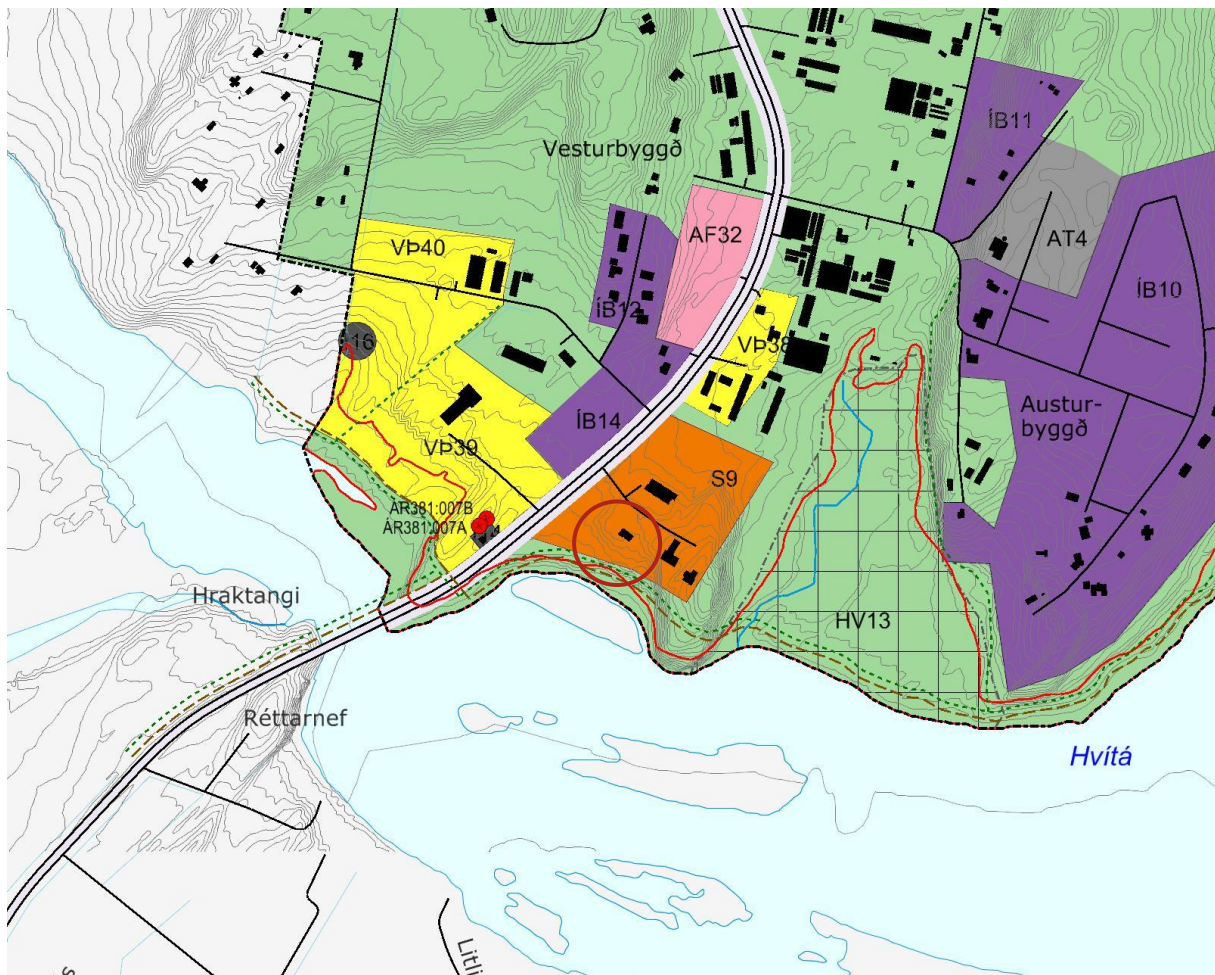 ÍB11
Vesturbyggð
AF32
AT4
VÞ40
ÍB10
ÍB12
16
VÞ38
Austur-
byggð
ÍB14
VÞ39
S9
ÁR381:007B
ÁR381:007A
Hraktangi
HV13
Réttarnef
Hvítá
Litli